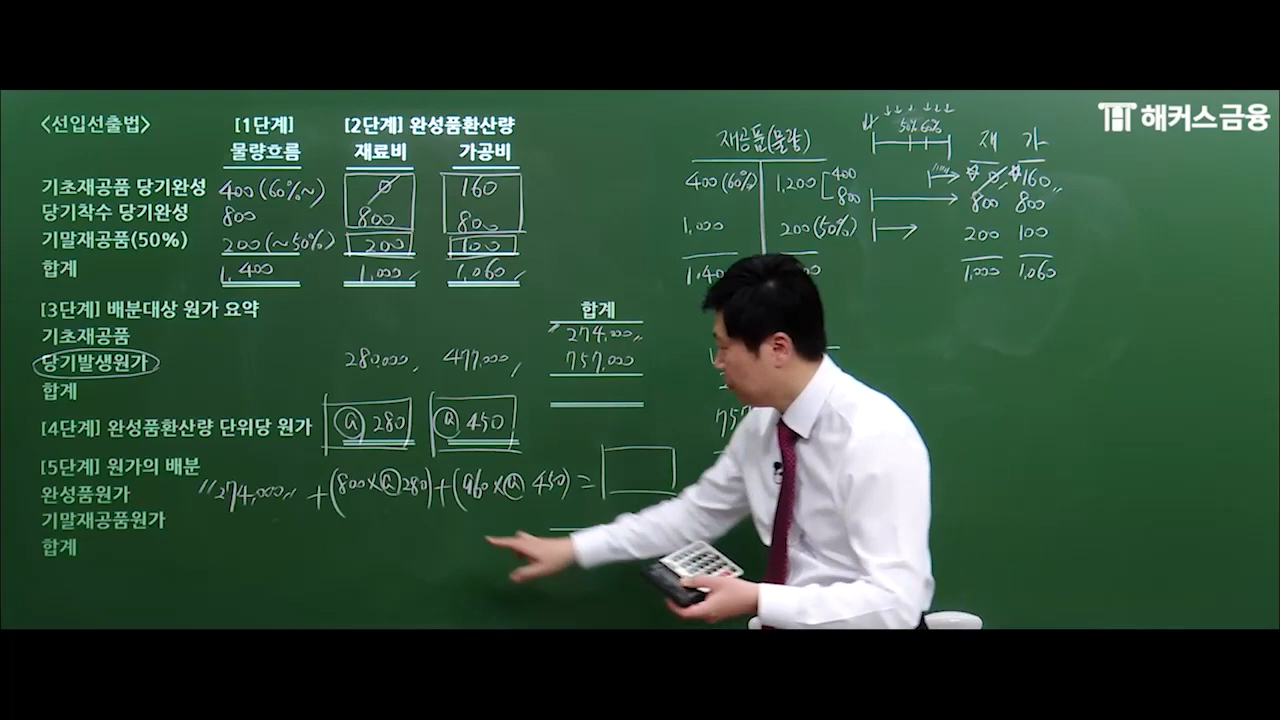 해커스금융
<선입선출법> [1단계] [2단계] 완성품환산량
물량흐름 재료비 가공비
기초재공품 당기완성 400(60%~) 0 160
당기착수 당기완성 800 800 800
기말재공품(50%) 200(~50%) 200 100
합계 1,400 1,000 1,060
[3단계] 배분대상 원가 요약 합계
기초재공품 274,000
당기발생원가 280,000 477,000 757,000
합계
[4단계] 완성품환산량 단위당 원가 @280 @450
[5단계] 원가의 배분
완성품원가 274,000 + (800×@280) + (960×@450) =
기말재공품원가
합계
재공품(물량)
400(60%) 1,200 400
800
1,000 200(50%)
1,40
50% 60%
재 가
0 160
800 800
200 100
1,000 1,060
757